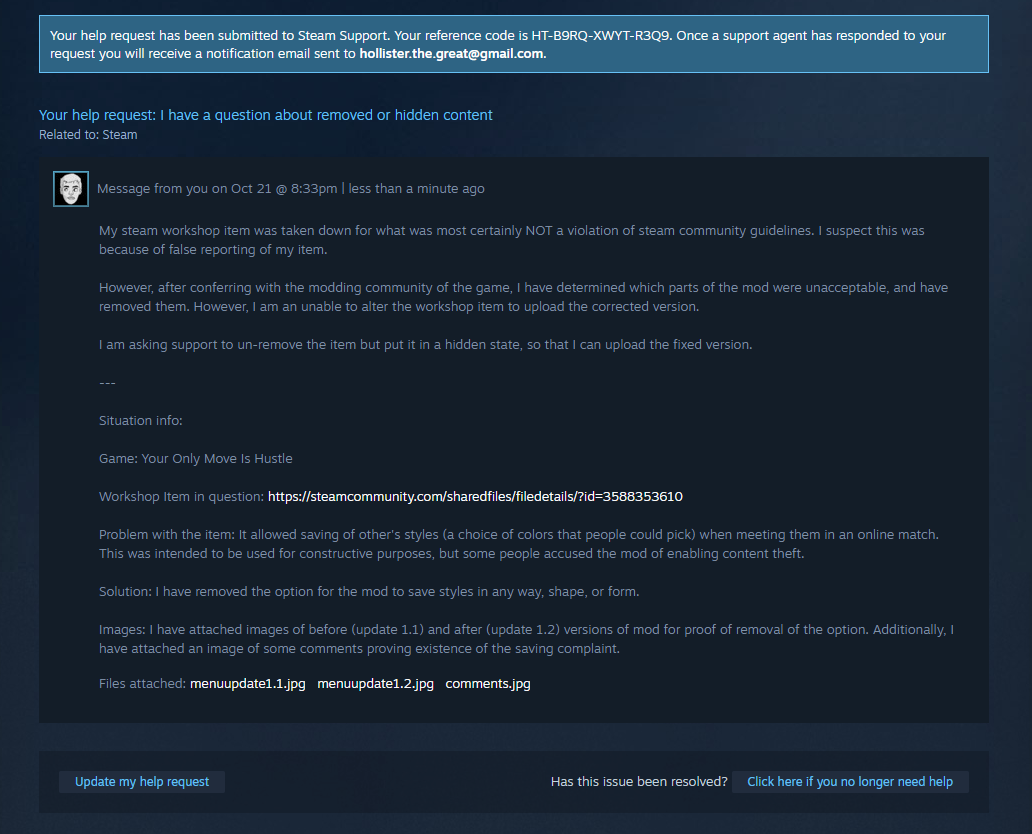 Your help request has been submitted to Steam Support. Your reference code is HT-B9RQ-XWYT-R3Q9. Once a support agent has responded to your
request you will receive a notification email sent to hollister.the.great@gmail.com.
Your help request: I have a question about removed or hidden content
Related to: Steam
Message from you on Oct 21 @ 8:33pm | less than a minute ago
My steam workshop item was taken down for what was most certainly NOT a violation of steam community guidelines. I suspect this was
because of false reporting of my item.
However, after conferring with the modding community of the game, I have determined which parts of the mod were unacceptable, and have
removed them. However, I am an unable to alter the workshop item to upload the corrected version.
I am asking support to un-remove the item but put it in a hidden state, so that I can upload the fixed version.
---
Situation info:
Game: Your Only Move Is Hustle
Workshop Item in question: https://steamcommunity.com/sharedfiles/filedetails/?id=3588353610
Problem with the item: It allowed saving of other's styles (a choice of colors that people could pick) when meeting them in an online match.
This was intended to be used for constructive purposes, but some people accused the mod of enabling content theft.
Solution: I have removed the option for the mod to save styles in any way, shape, or form.
Images: I have attached images of before (update 1.1) and after (update 1.2) versions of mod for proof of removal of the option. Additionally, I
have attached an image of some comments proving existence of the saving complaint.
Files attached: menuupdate1.1.jpg menuupdate1.2.jpg comments.jpg
Update my help request Has this issue been resolved? Click here if you no longer need help